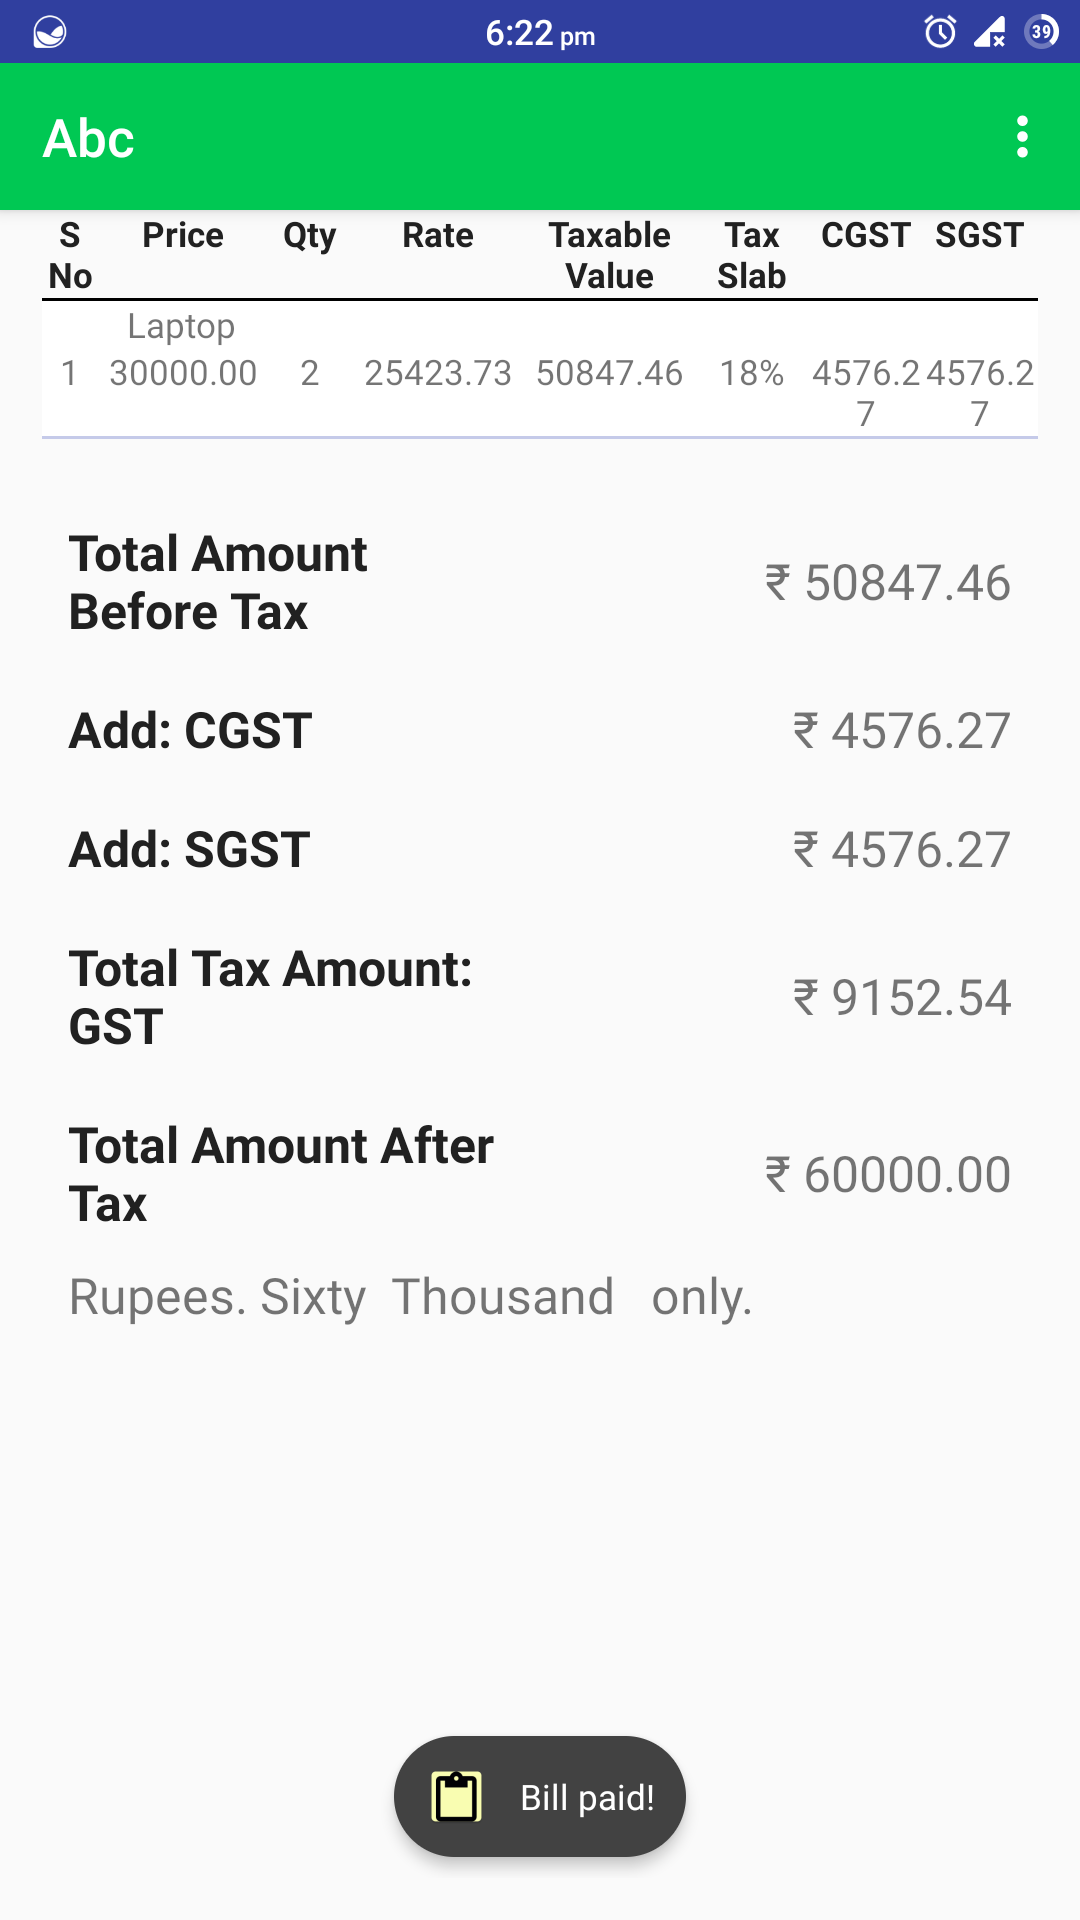 6:22 pm
39
Abc
S No Price Qty Rate Taxable Value Tax Slab CGST SGST
Laptop
1 30000.00 2 25423.73 50847.46 18% 4576.27 4576.27
Total Amount
Before Tax
₹ 50847.46
Add: CGST
₹ 4576.27
Add: SGST
₹ 4576.27
Total Tax Amount:
GST
₹ 9152.54
Total Amount After
Tax
₹ 60000.00
Rupees. Sixty Thousand only.
Bill paid!